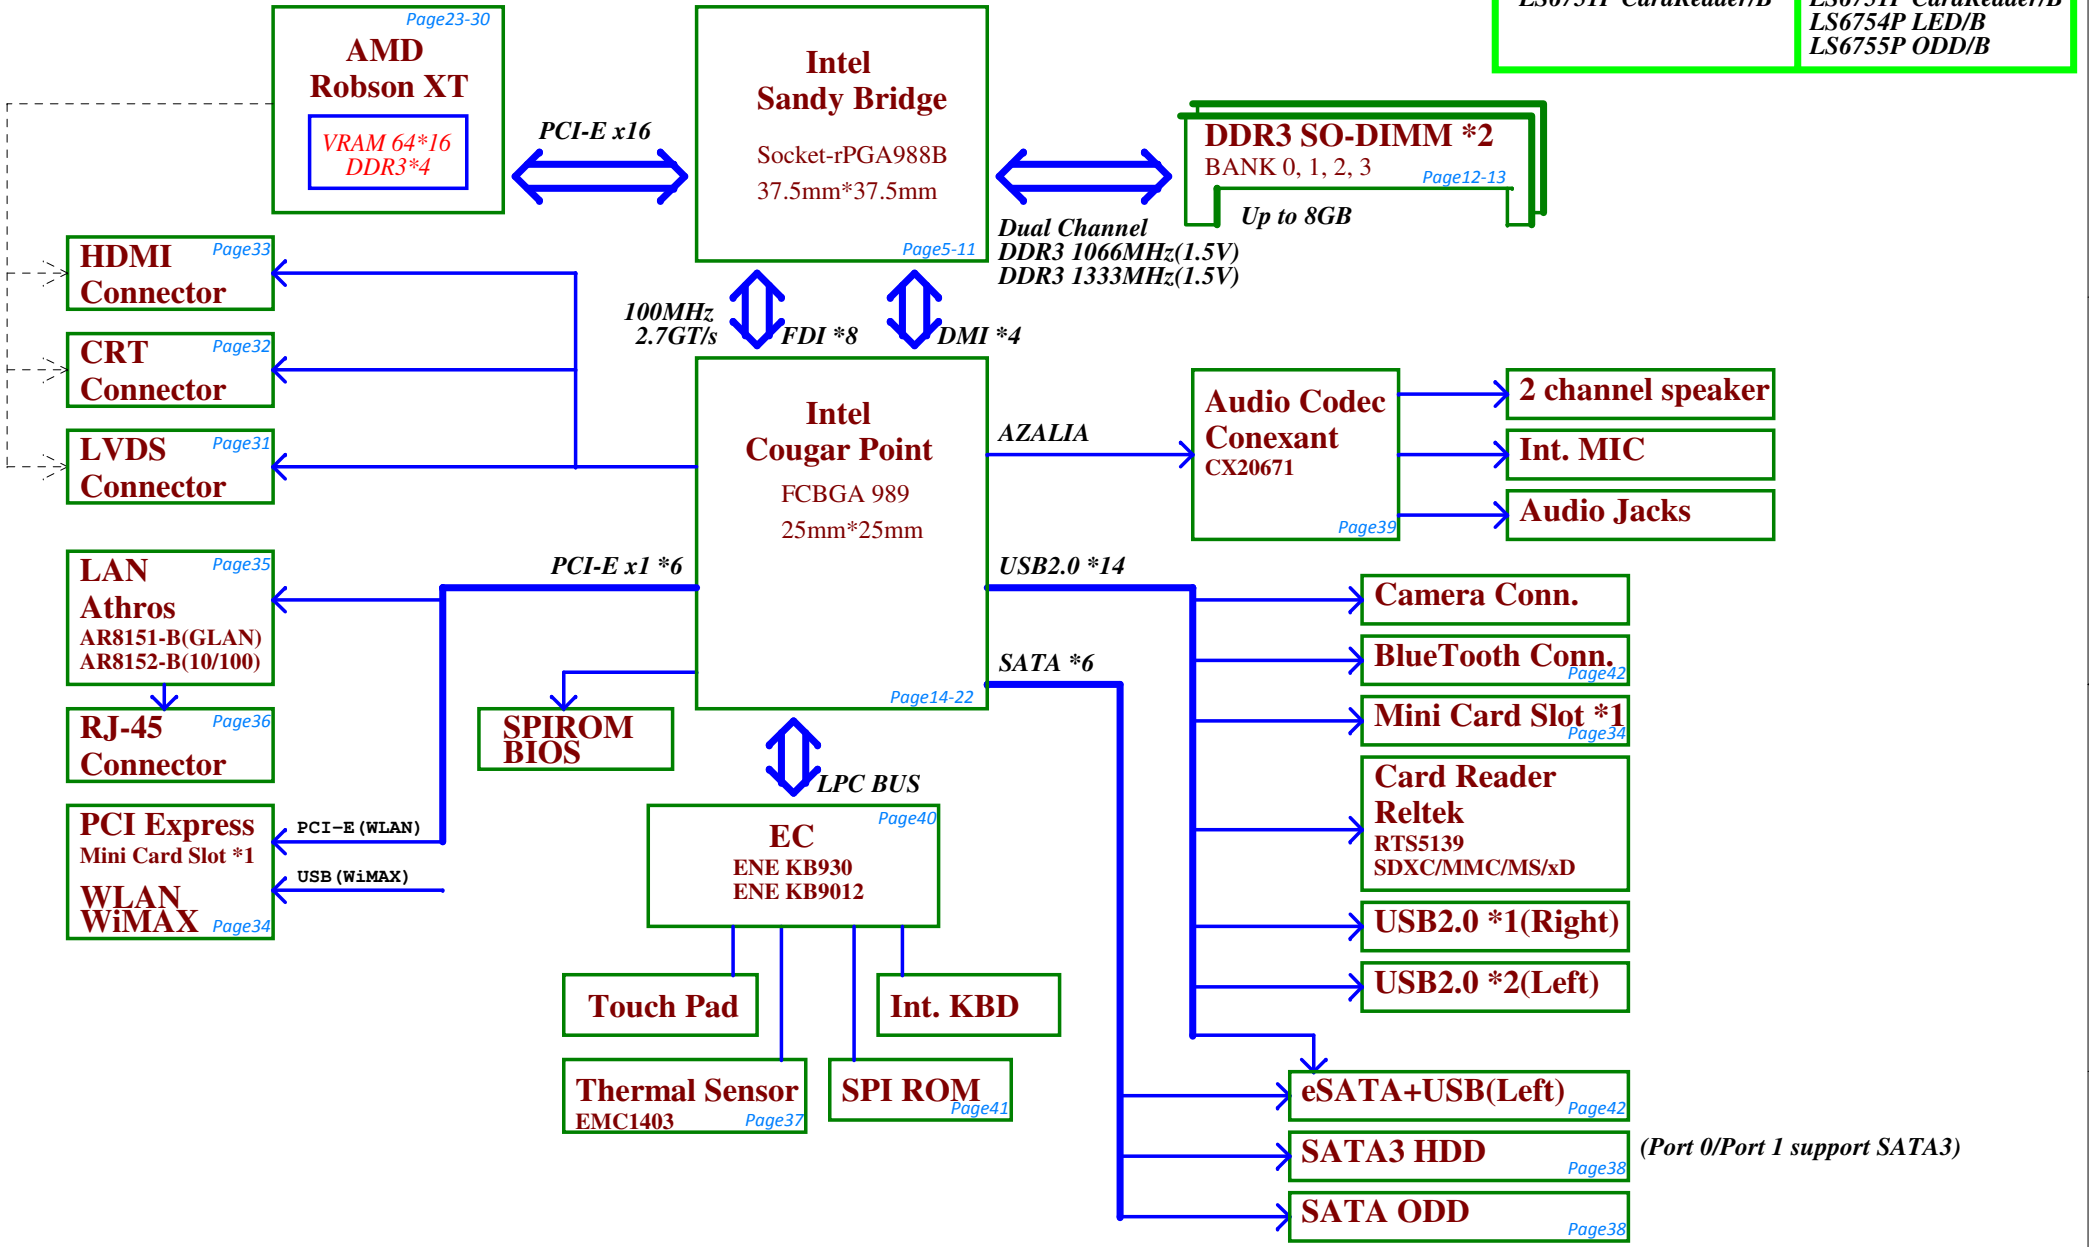 Page23-30
AMD
Robson XT
VRAM 64*16
DDR3*4
PCI-E x16
Intel
Sandy Bridge
Socket-rPGA988B
37.5mm*37.5mm
Page5-11
LS6751P CardReader/B
LS6751P CardReader/B
LS6754P LED/B
LS6755P ODD/B
DDR3 SO-DIMM *2
BANK 0, 1, 2, 3
Page12-13
Up to 8GB
Dual Channel
DDR3 1066MHz(1.5V)
DDR3 1333MHz(1.5V)
HDMI
Connector
Page33
CRT
Connector
Page32
LVDS
Connector
Page31
100MHz
2.7GT/s
FDI *8
DMI *4
Intel
Cougar Point
FCBGA 989
25mm*25mm
Page14-22
AZALIA
Audio Codec
Conexant
CX20671
Page39
2 channel speaker
Int. MIC
Audio Jacks
LAN
Athros
AR8151-B(GLAN)
AR8152-B(10/100)
Page35
RJ-45
Connector
Page36
PCI-E x1 *6
PCI Express
Mini Card Slot *1
WLAN
WiMAX
Page34
PCI-E(WLAN)
USB(WiMAX)
SPIROM
BIOS
LPC BUS
EC
ENE KB930
ENE KB9012
Page40
Touch Pad
Int. KBD
Thermal Sensor
EMC1403
Page37
SPI ROM
Page41
USB2.0 *14
SATA *6
Camera Conn.
BlueTooth Conn.
Page42
Mini Card Slot *1
Page34
Card Reader
Reltek
RTS5139
SDXC/MMC/MS/xD
USB2.0 *1(Right)
USB2.0 *2(Left)
eSATA+USB(Left)
Page42
SATA3 HDD
Page38
(Port 0/Port 1 support SATA3)
SATA ODD
Page38